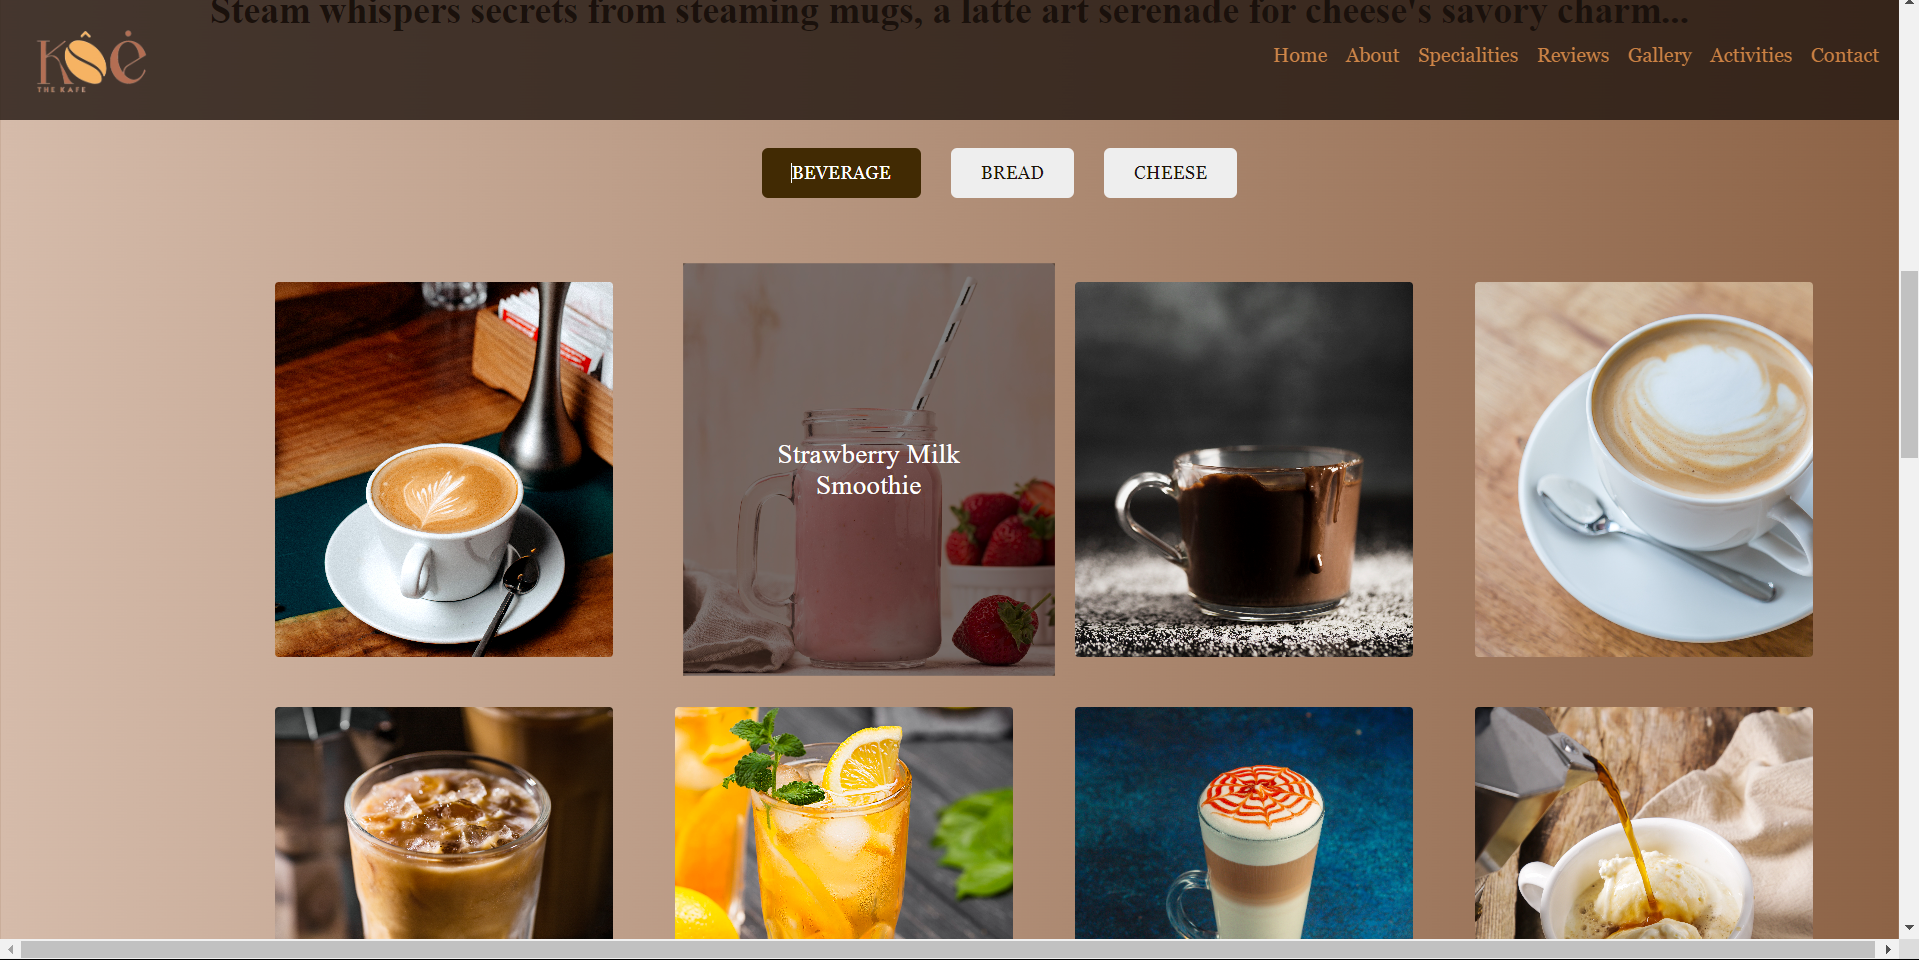 Steam whispers secrets from steaming mugs, a latte art serenade for cheese's savory charm...
Kôė
THE KAFE
Home About Specialities Reviews Gallery Activities Contact
BEVERAGE BREAD CHEESE
Strawberry Milk
Smoothie